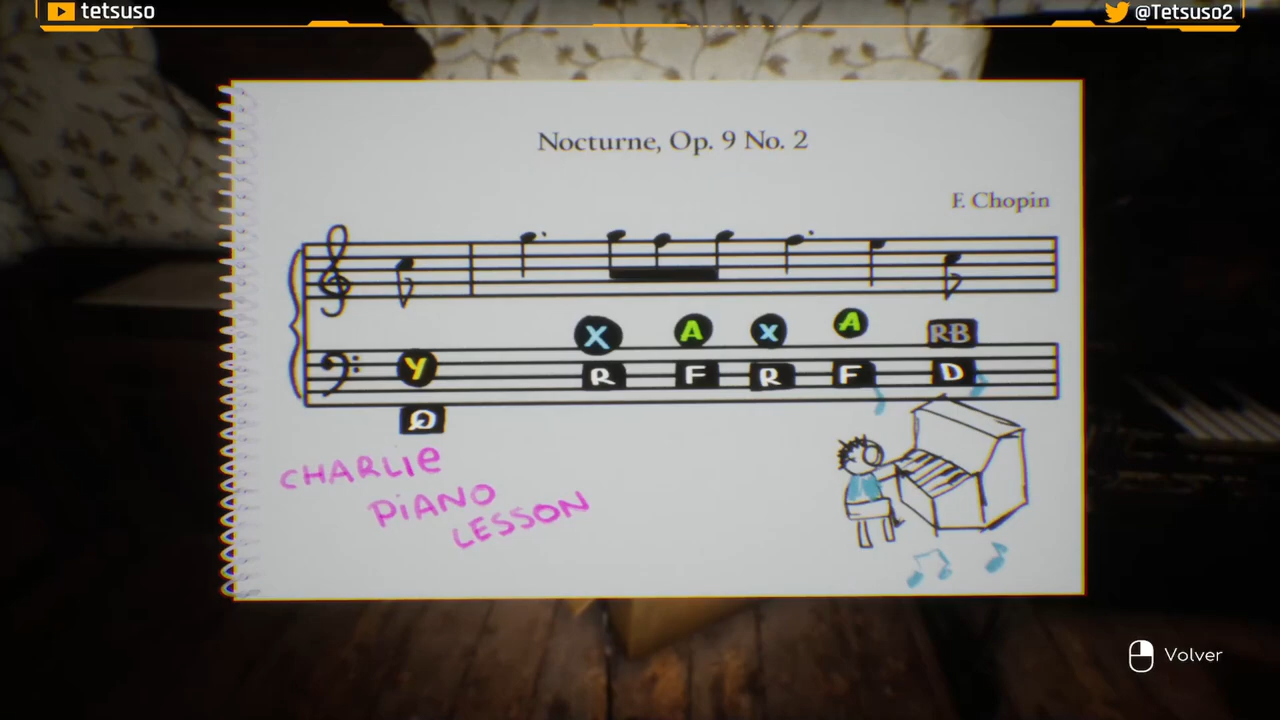 tetsuso
@Tetsuso2
Nocturne, Op. 9 No. 2
F. Chopin
X A X A RB
Y R F R F D
Q
CHARLIE
PIANO
LESSON
Volver